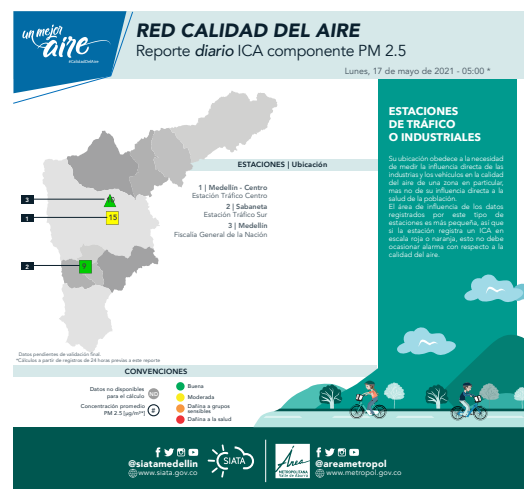 un mejor
aire
#CalidadDelAire
RED CALIDAD DEL AIRE
Reporte diario ICA componente PM 2.5
Lunes, 17 de mayo de 2021 - 05:00 *
ESTACIONES
DE TRÁFICO
O INDUSTRIALES
Su ubicación obedece a la necesidad
de medir la influencia directa de las
industrias y los vehículos en la calidad
del aire de una zona en particular,
mas no de su influencia directa a la
salud de la población.
El área de influencia de los datos
registrados por este tipo de
estaciones es más pequeña, así que
si la estación registra un ICA en
escala roja o naranja, esto no debe
ocasionar alarma con respecto a la
calidad del aire.
ESTACIONES | Ubicación
1 | Medellín - Centro
Estación Tráfico Centro
2 | Sabaneta
Estación Tráfico Sur
3 | Medellín
Fiscalía General de la Nación
3
1
15
2
9
Datos pendientes de validación final.
*Cálculos a partir de registros de 24 horas previas a este reporte
CONVENCIONES
Datos no disponibles
para el cálculo
ND
Concentración promedio
PM 2.5 (µg/m³)
#
Buena
Moderada
Dañina a grupos
sensibles
Dañina a la salud
@siatamedellin
www.siata.gov.co
SIATA
Área
METROPOLITANA
Valle de Aburrá
@areametropol
www.metropol.gov.co